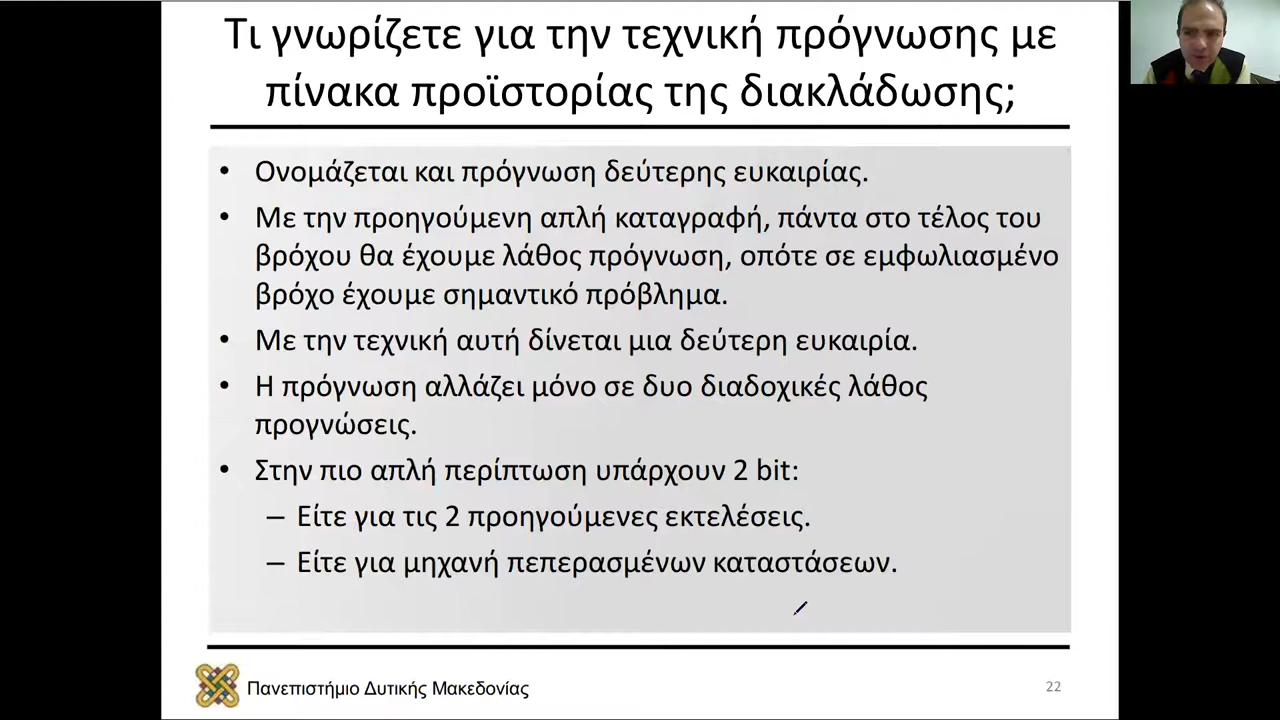 Τι γνωρίζετε για την τεχνική πρόγνωσης με
πίνακα προϊστορίας της διακλάδωσης;
• Ονομάζεται και πρόγνωση δεύτερης ευκαιρίας.
• Με την προηγούμενη απλή καταγραφή, πάντα στο τέλος του
βρόχου θα έχουμε λάθος πρόγνωση, οπότε σε εμφωλιασμένο
βρόχο έχουμε σημαντικό πρόβλημα.
• Με την τεχνική αυτή δίνεται μια δεύτερη ευκαιρία.
• Η πρόγνωση αλλάζει μόνο σε δυο διαδοχικές λάθος
προγνώσεις.
• Στην πιο απλή περίπτωση υπάρχουν 2 bit:
– Είτε για τις 2 προηγούμενες εκτελέσεις.
– Είτε για μηχανή πεπερασμένων καταστάσεων.
Πανεπιστήμιο Δυτικής Μακεδονίας
22